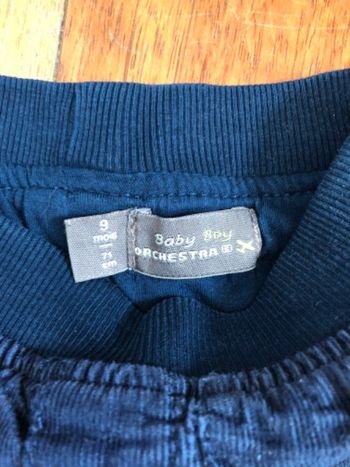 9
mois
71
cm
Baby Boy
ORCHESTRA